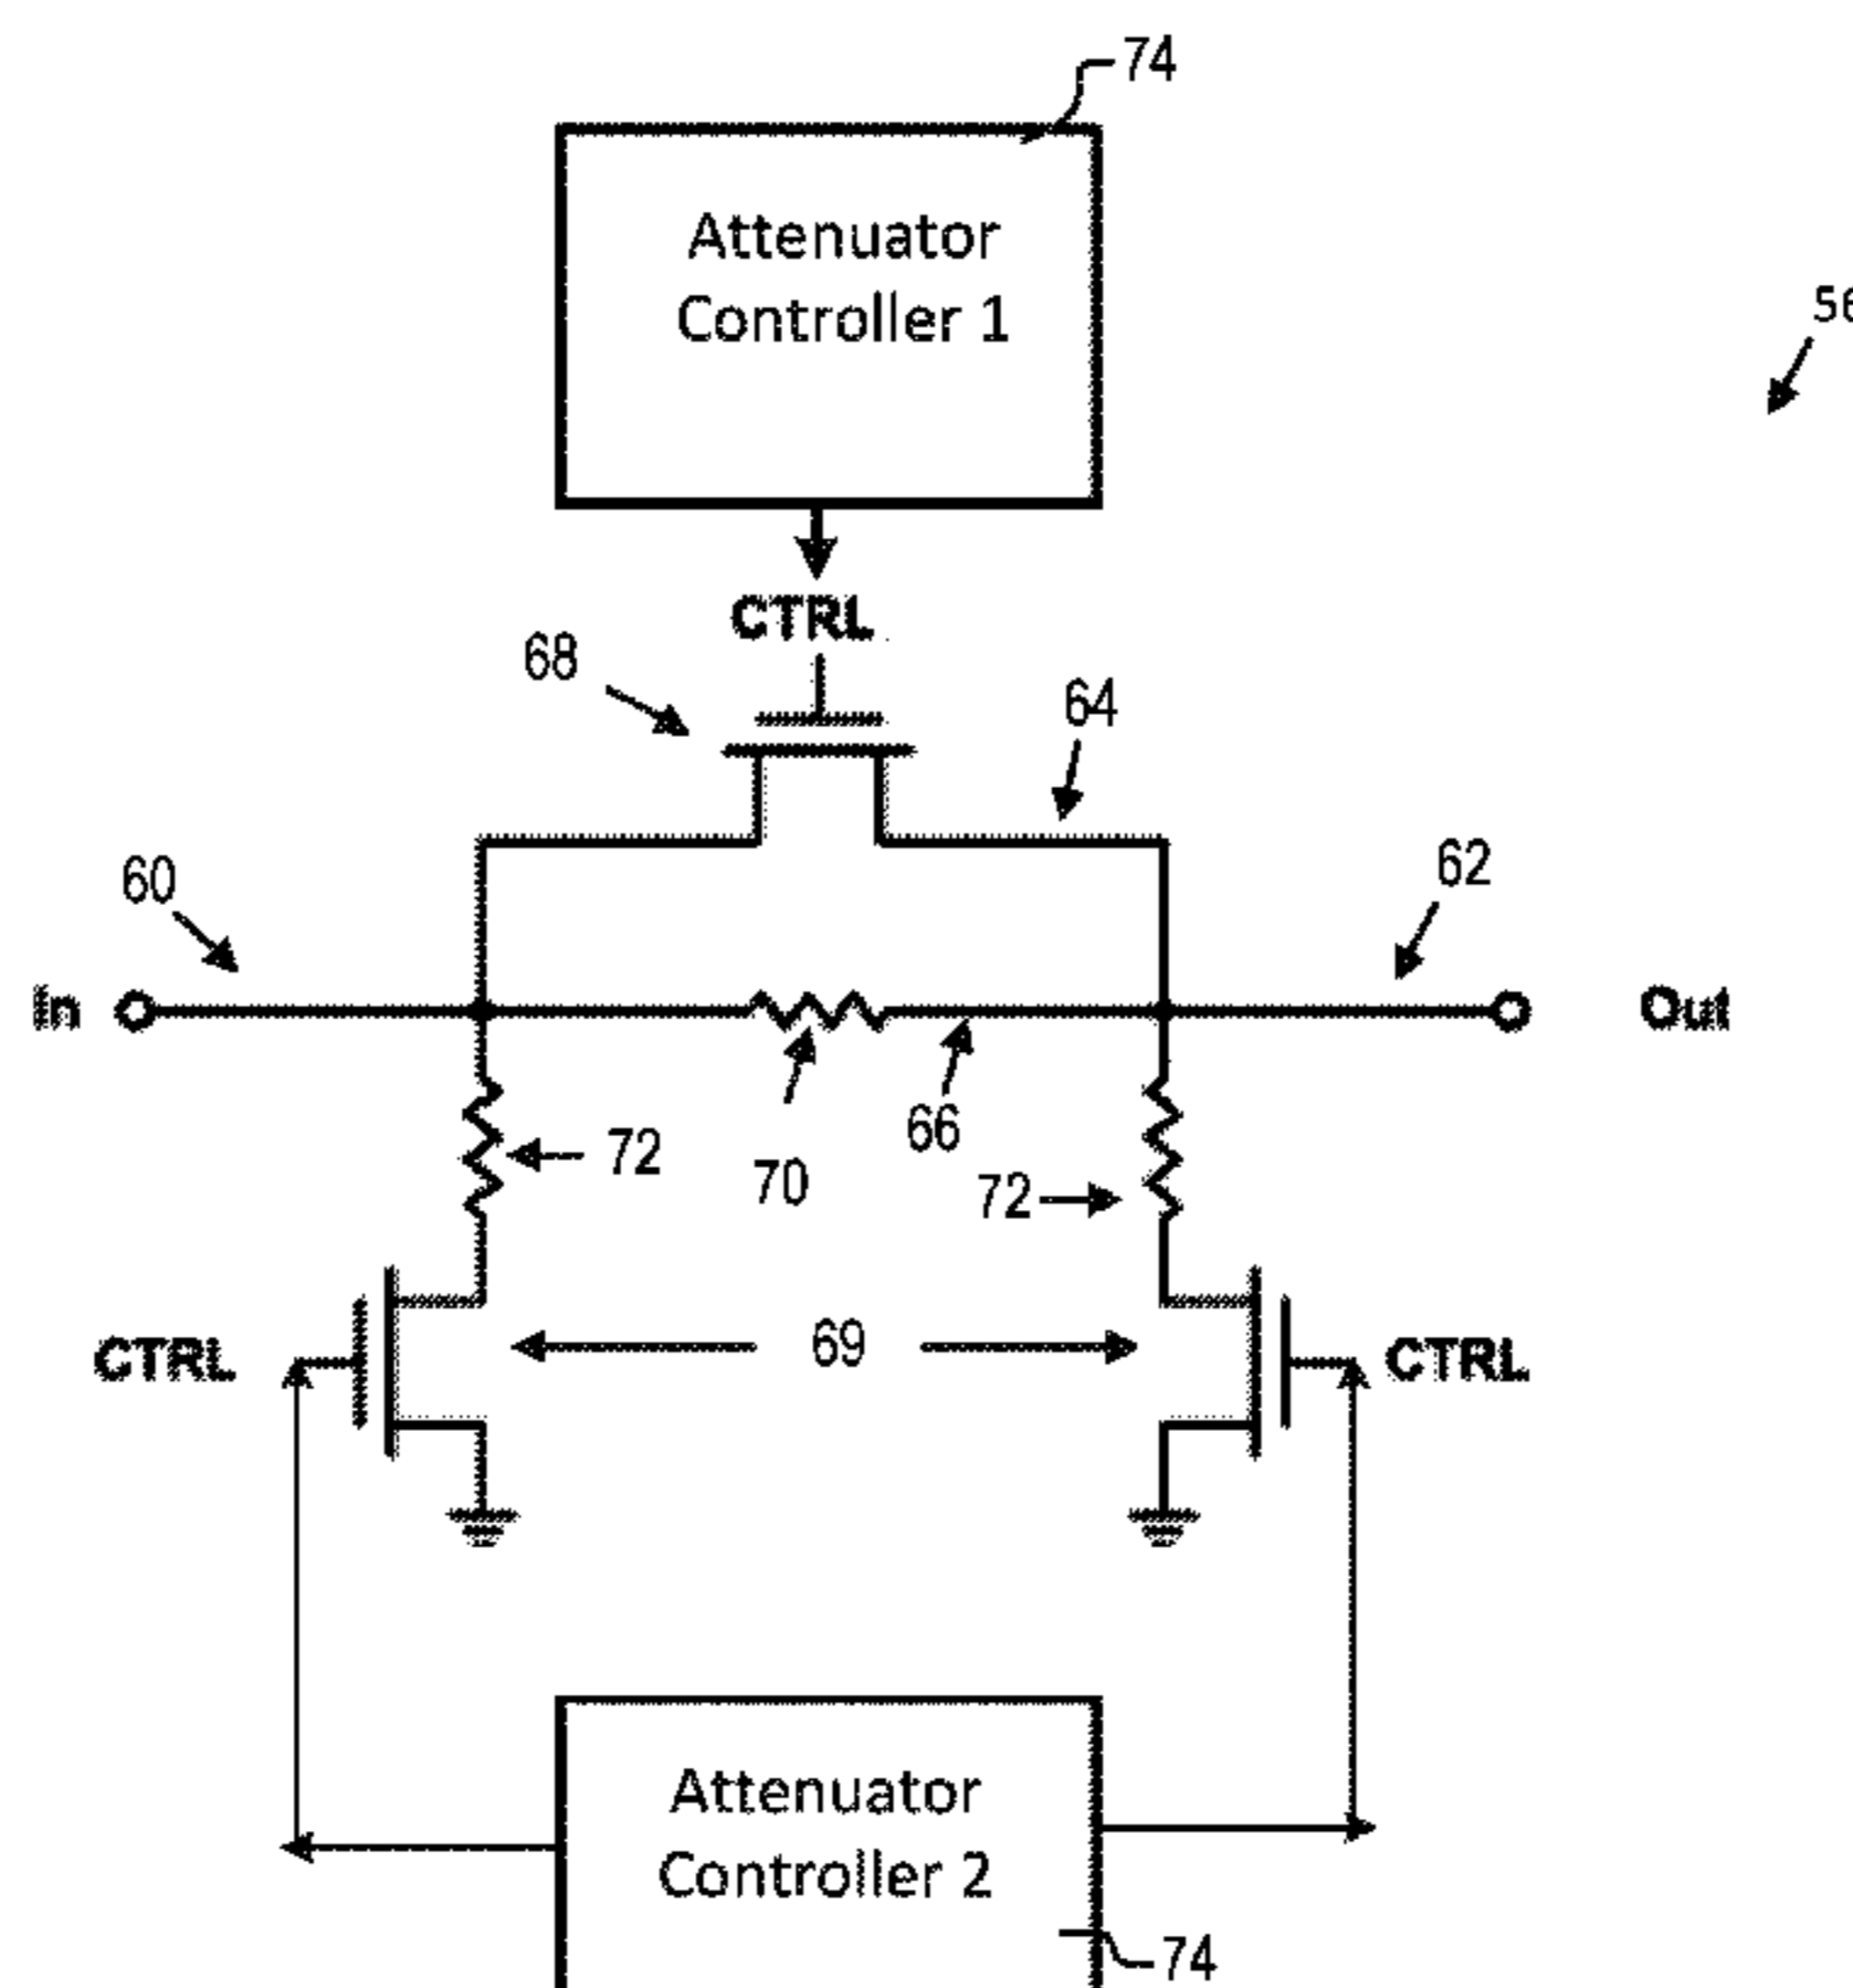 74
Attenuator
Controller 1
56
CTRL
68
64
60
62
In
Out
72
70
66
72
CTRL
69
CTRL
Attenuator
Controller 2
74